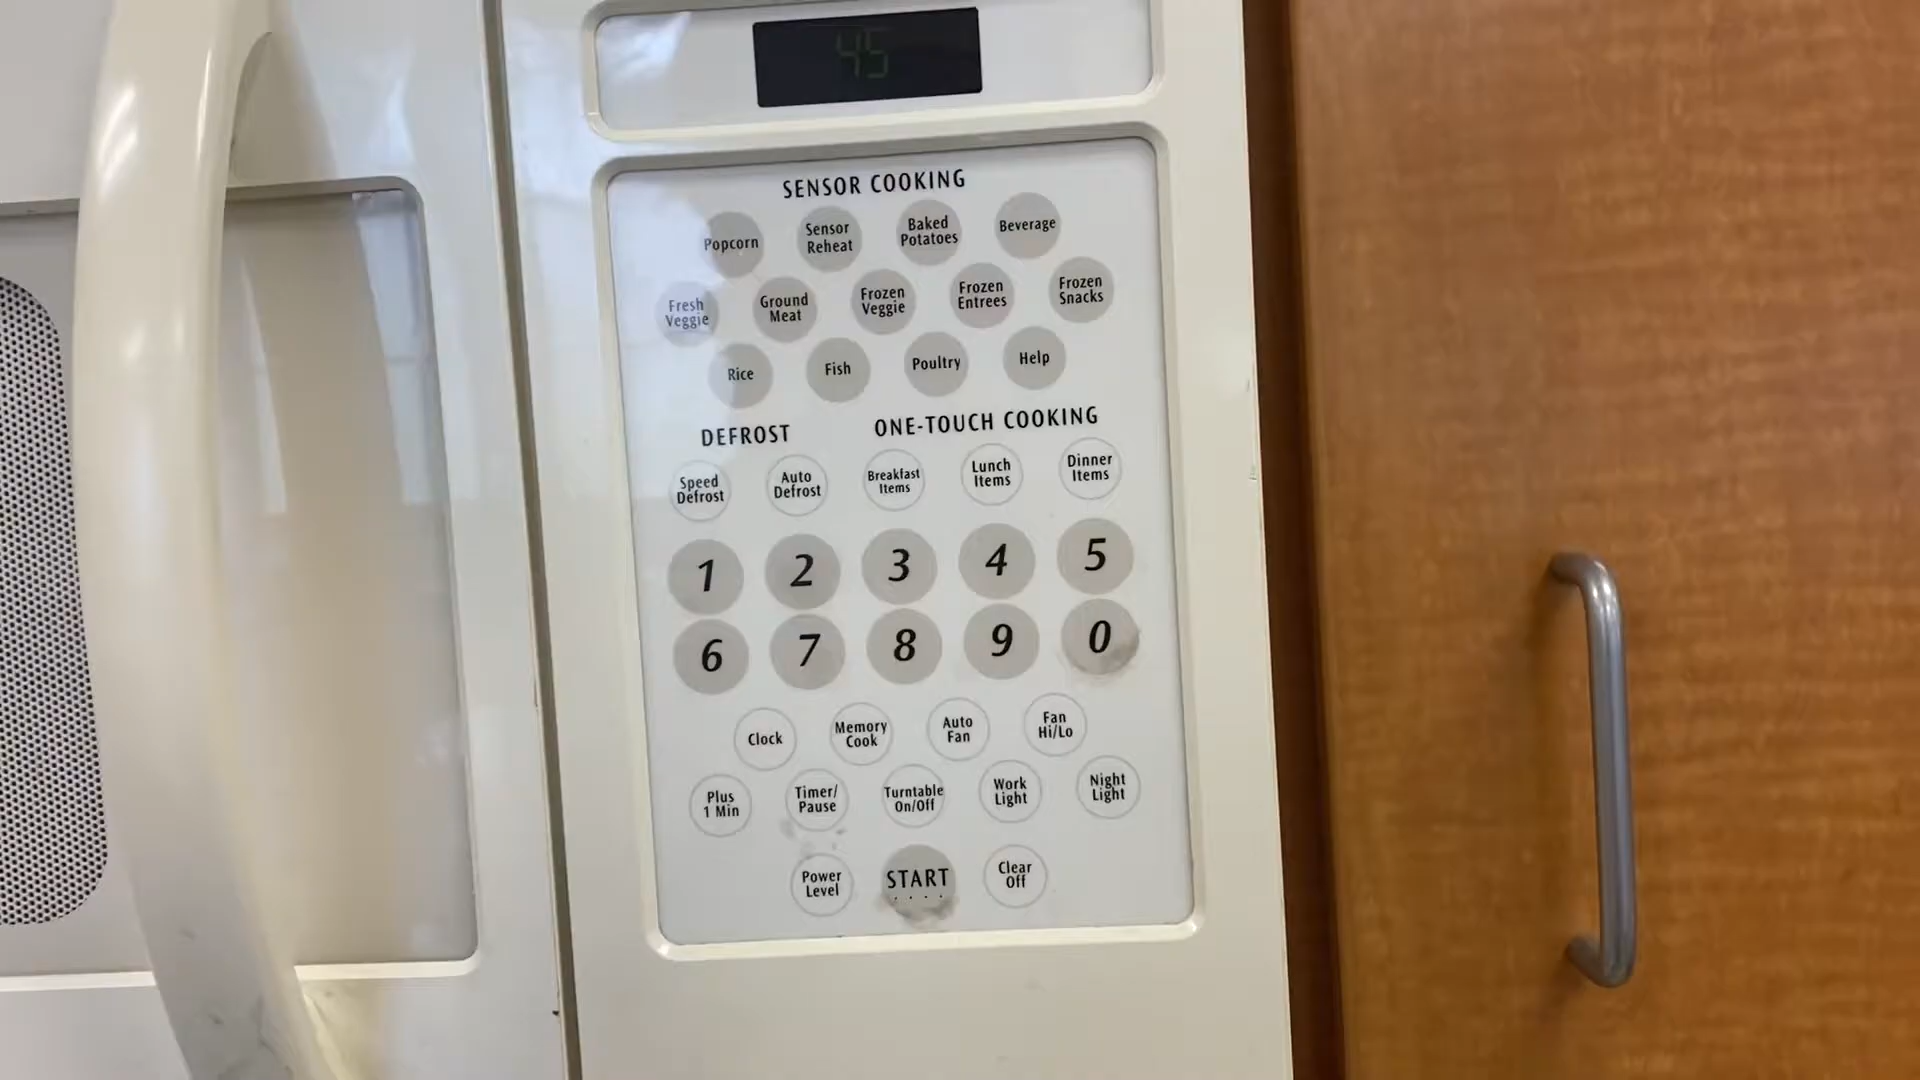 45
SENSOR COOKING
Popcorn
Sensor
Reheat
Baked
Potatoes
Beverage
Fresh
Veggie
Ground
Meat
Frozen
Veggie
Frozen
Entrees
Frozen
Snacks
Rice
Fish
Poultry
Help
DEFROST
ONE-TOUCH COOKING
Speed
Defrost
Auto
Defrost
Breakfast
Items
Lunch
Items
Dinner
Items
1
2
3
4
5
6
7
8
9
0
Clock
Memory
Cook
Auto
Fan
Fan
Hi/Lo
Plus
1 Min
Timer/
Pause
Turntable
On/Off
Work
Light
Night
Light
Power
Level
START
Clear
Off